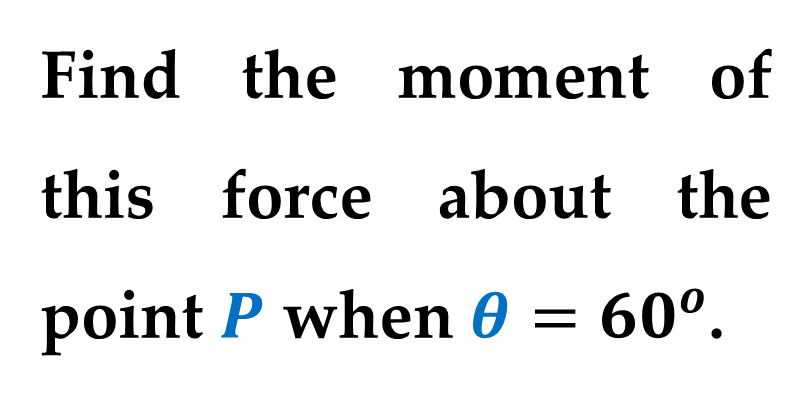 Find the moment of
this force about the
point P when θ = 60º.